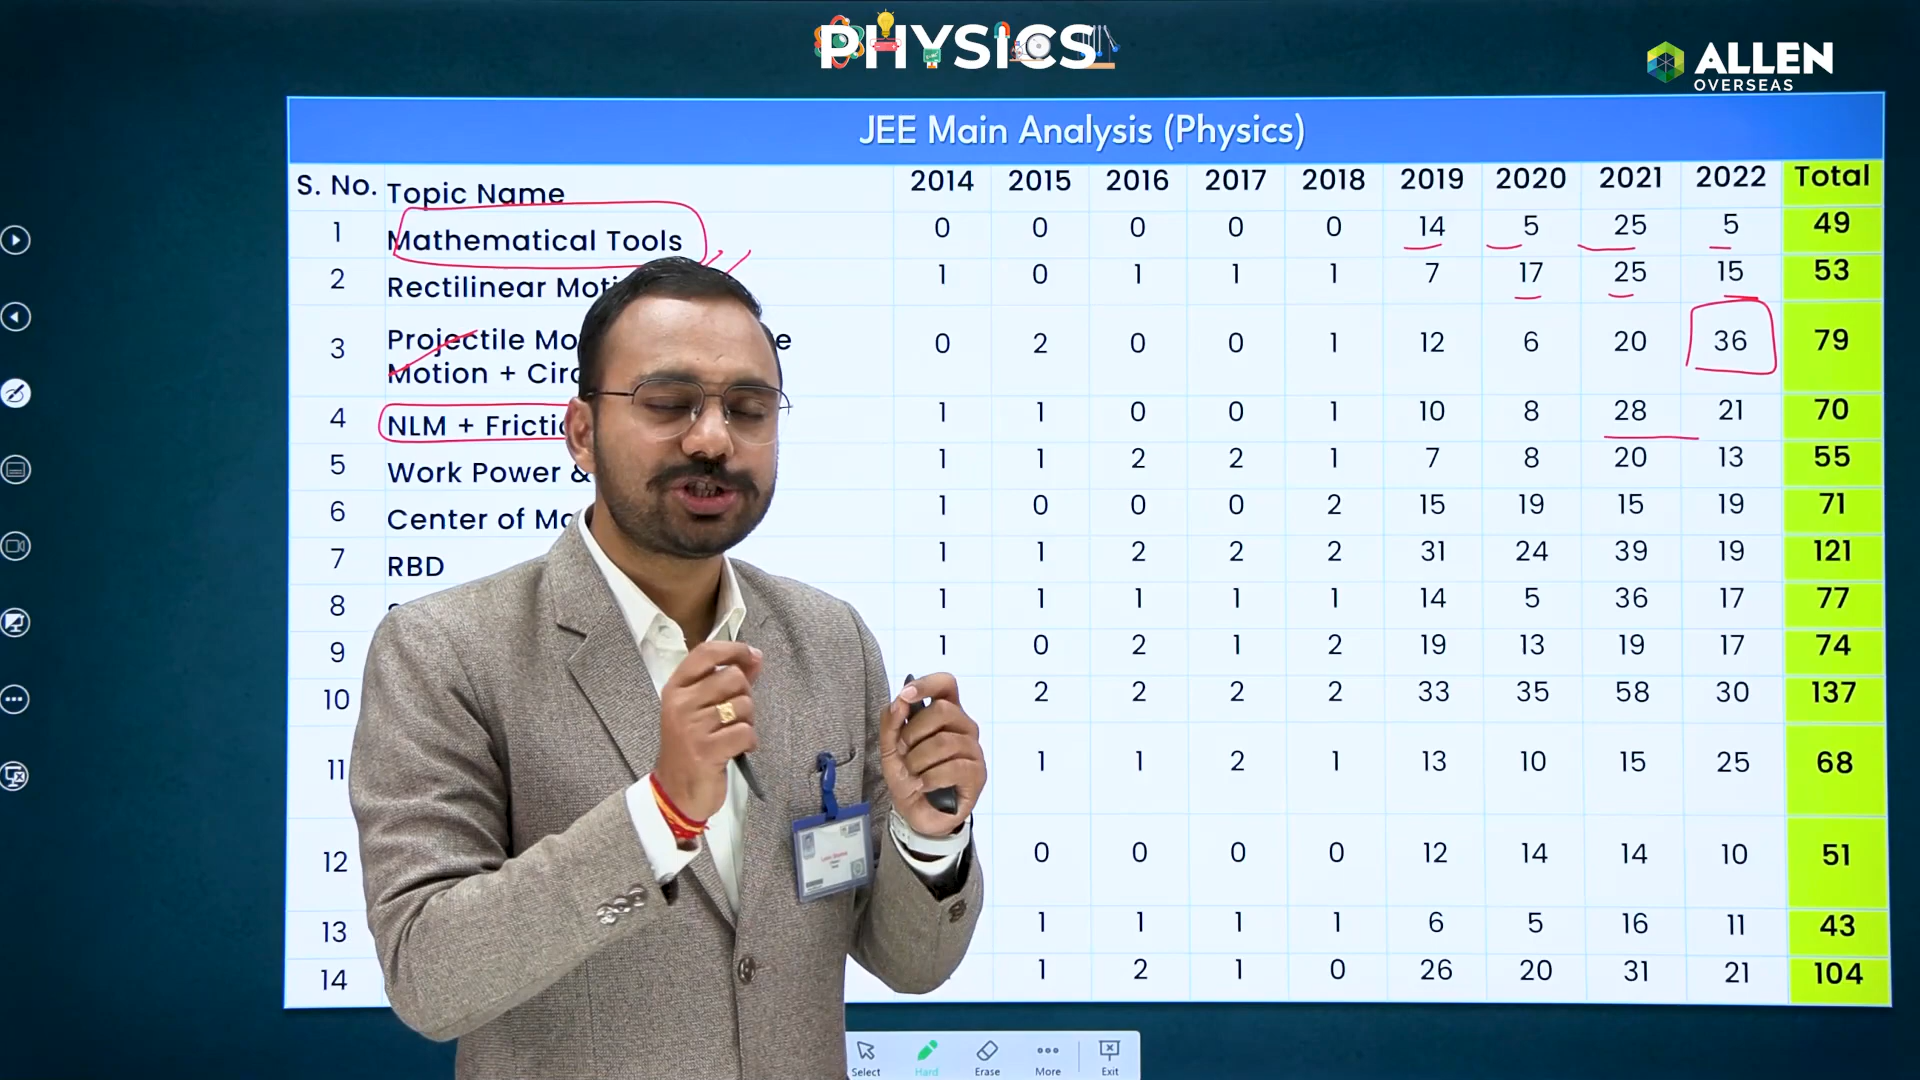 PHYSICS
ALLEN
OVERSEAS
JEE Main Analysis (Physics)
S. No. Topic Name 2014 2015 2016 2017 2018 2019 2020 2021 2022 Total
1 Mathematical Tools 0 0 0 0 0 14 5 25 5 49
2 Rectilinear 1 0 1 1 1 7 17 25 15 53
3 Projectile 0 2 0 0 1 12 6 20 36 79
Motion +
4 NLM + 1 1 0 0 1 10 8 28 21 70
5 Work Power & 1 1 2 2 1 7 8 20 13 55
6 Center of 1 0 0 0 2 15 19 15 19 71
7 RBD 1 1 2 2 2 31 24 39 19 121
8 1 1 1 1 1 14 5 36 17 77
9 1 0 2 1 2 19 13 19 17 74
10 2 2 2 2 33 35 58 30 137
11 1 1 2 1 13 10 15 25 68
12 0 0 0 0 12 14 14 10 51
13 1 1 1 1 6 5 16 11 43
14 1 2 1 0 26 20 31 21 104
Select Hard Erase More Exit